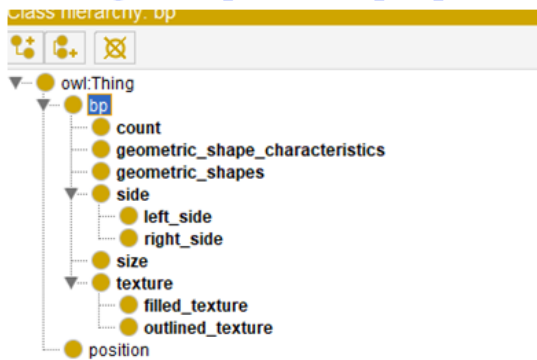 Class hierarchy: bp
owl:Thing
bp
count
geometric_shape_characteristics
geometric_shapes
side
left_side
right_side
size
texture
filled_texture
outlined_texture
position